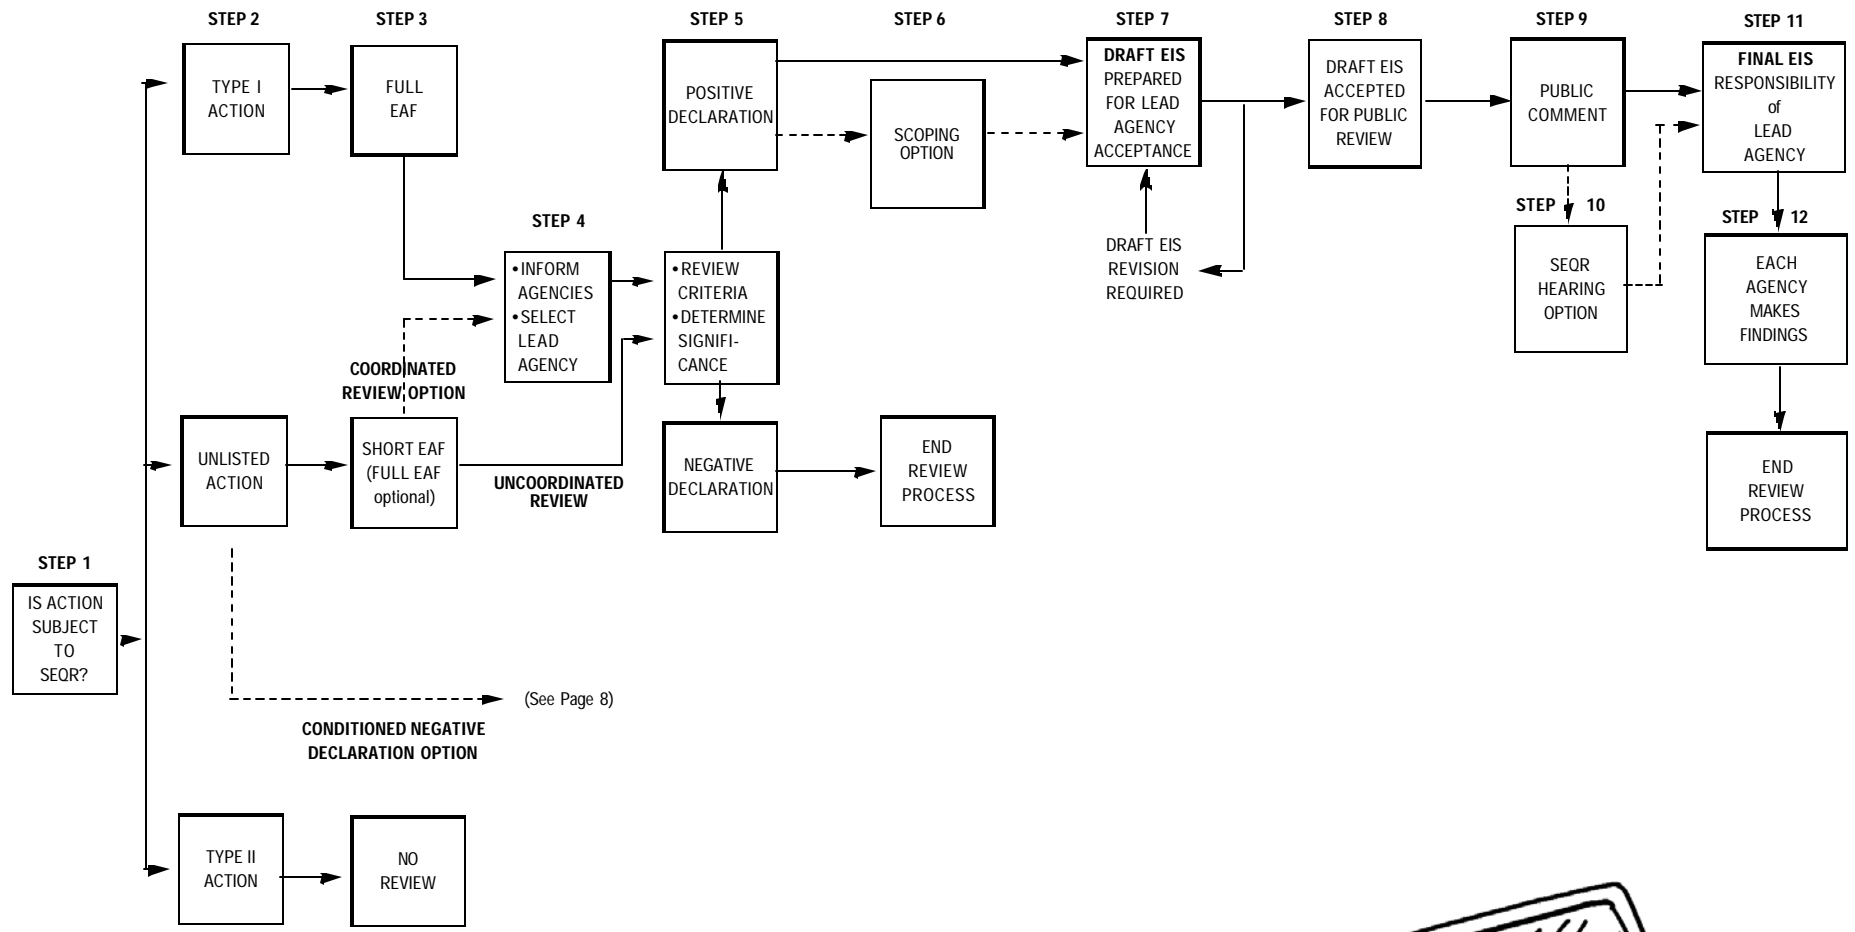 STEP 2
STEP 3
STEP 5
STEP 6
STEP 7
STEP 8
STEP 9
STEP 11
TYPE I
ACTION
FULL
EAF
POSITIVE
DECLARATION
SCOPING
OPTION
DRAFT EIS
PREPARED
FOR LEAD
AGENCY
ACCEPTANCE
DRAFT EIS
ACCEPTED
FOR PUBLIC
REVIEW
PUBLIC
COMMENT
FINAL EIS
RESPONSIBILITY
of
LEAD
AGENCY
STEP 4
STEP 10
STEP 12
•INFORM
AGENCIES
•SELECT
LEAD
AGENCY
•REVIEW
CRITERIA
•DETERMINE
SIGNIFI-
CANCE
DRAFT EIS
REVISION
REQUIRED
SEQR
HEARING
OPTION
EACH
AGENCY
MAKES
FINDINGS
COORDINATED
REVIEW OPTION
UNLISTED
ACTION
SHORT EAF
(FULL EAF
optional)
UNCOORDINATED
REVIEW
NEGATIVE
DECLARATION
END
REVIEW
PROCESS
END
REVIEW
PROCESS
STEP 1
IS ACTION
SUBJECT
TO
SEQR?
(See Page 8)
CONDITIONED NEGATIVE
DECLARATION OPTION
TYPE II
ACTION
NO
REVIEW